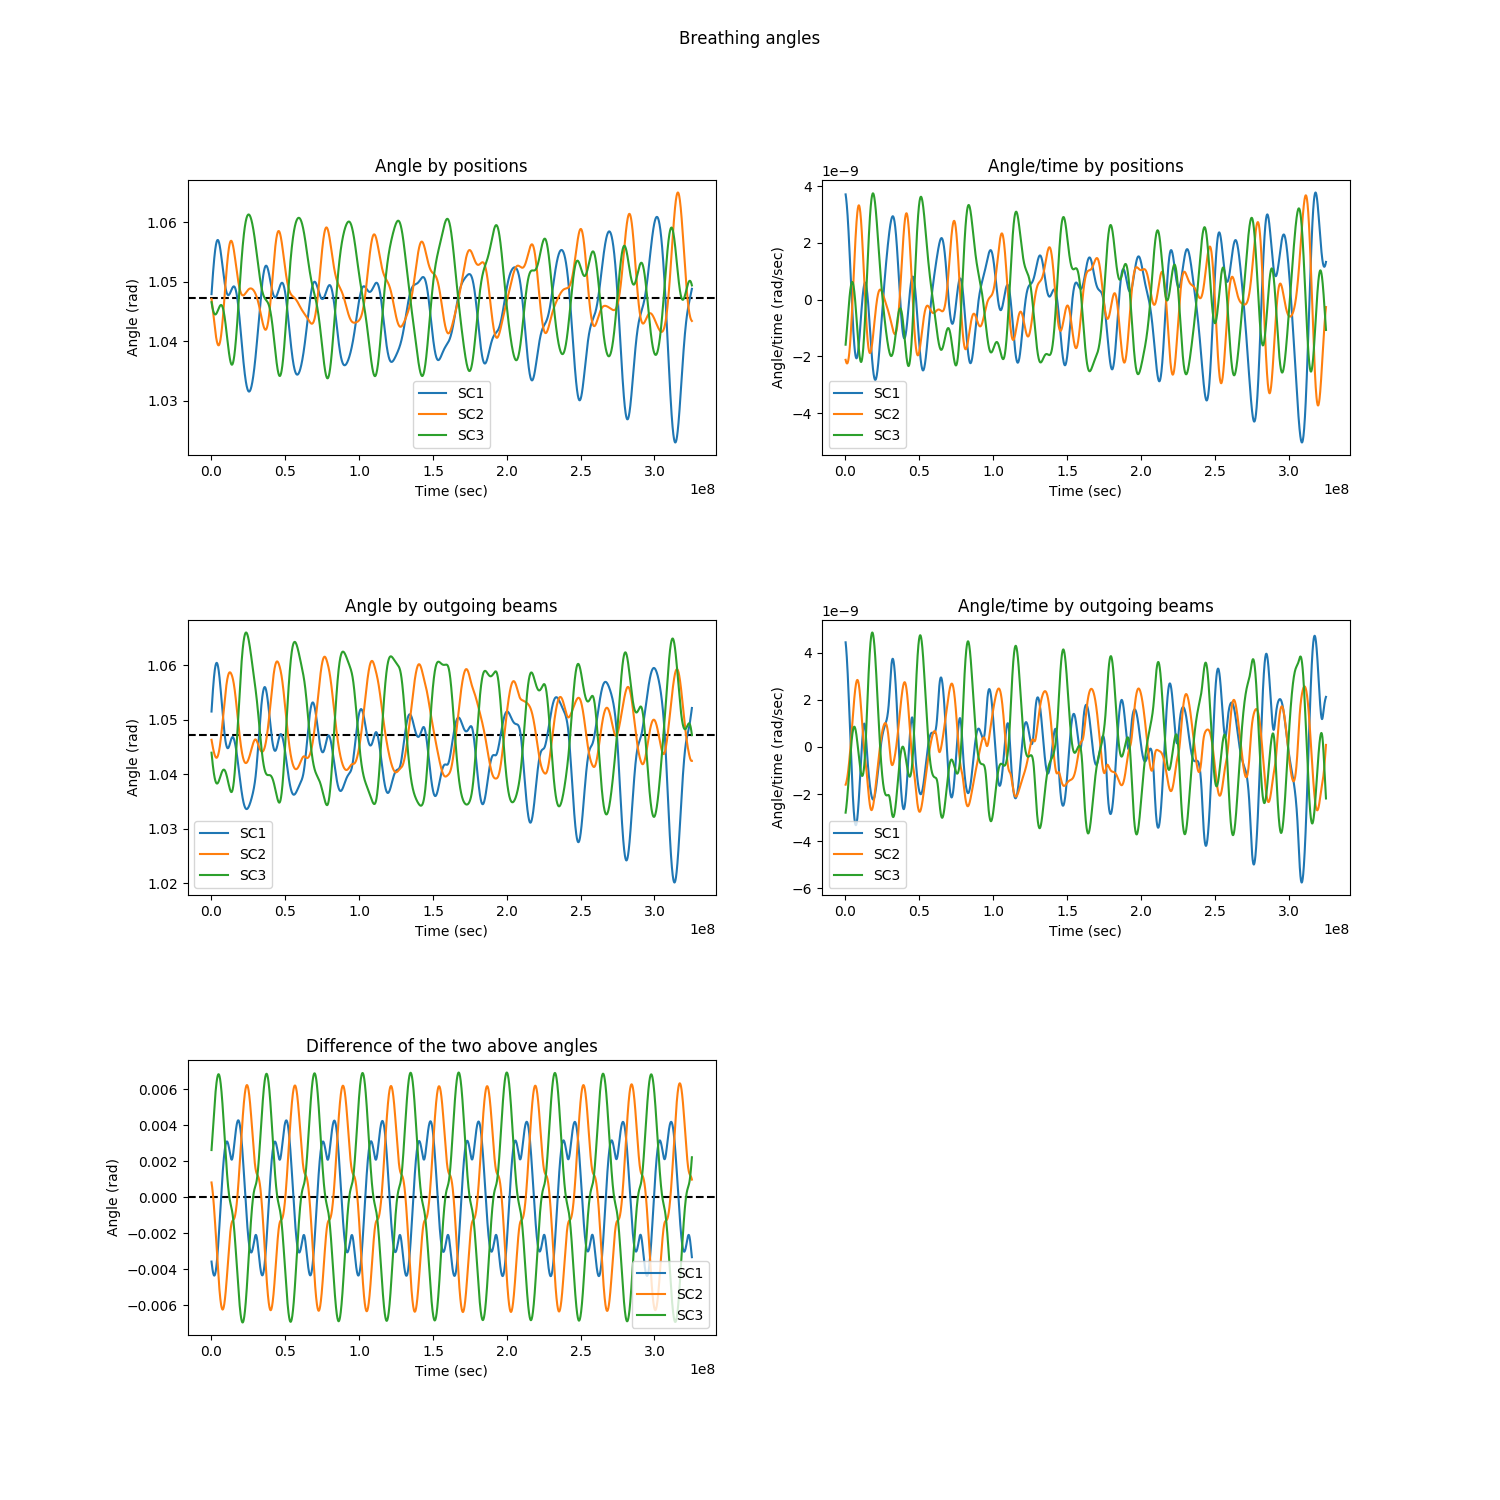 Breathing angles
Angle by positions
Angle (rad)
1.06
1.05
1.04
1.03
SC1
SC2
SC3
0.0 0.5 1.0 1.5 2.0 2.5 3.0
1e8
Time (sec)
Angle/time by positions
1e−9
Angle/time (rad/sec)
4
2
0
−2
−4
SC1
SC2
SC3
0.0 0.5 1.0 1.5 2.0 2.5 3.0
1e8
Time (sec)
Angle by outgoing beams
Angle (rad)
1.06
1.05
1.04
1.03
1.02
SC1
SC2
SC3
0.0 0.5 1.0 1.5 2.0 2.5 3.0
1e8
Time (sec)
Angle/time by outgoing beams
1e−9
Angle/time (rad/sec)
4
2
0
−2
−4
−6
SC1
SC2
SC3
0.0 0.5 1.0 1.5 2.0 2.5 3.0
1e8
Time (sec)
Difference of the two above angles
Angle (rad)
0.006
0.004
0.002
0.000
−0.002
−0.004
−0.006
SC1
SC2
SC3
0.0 0.5 1.0 1.5 2.0 2.5 3.0
1e8
Time (sec)